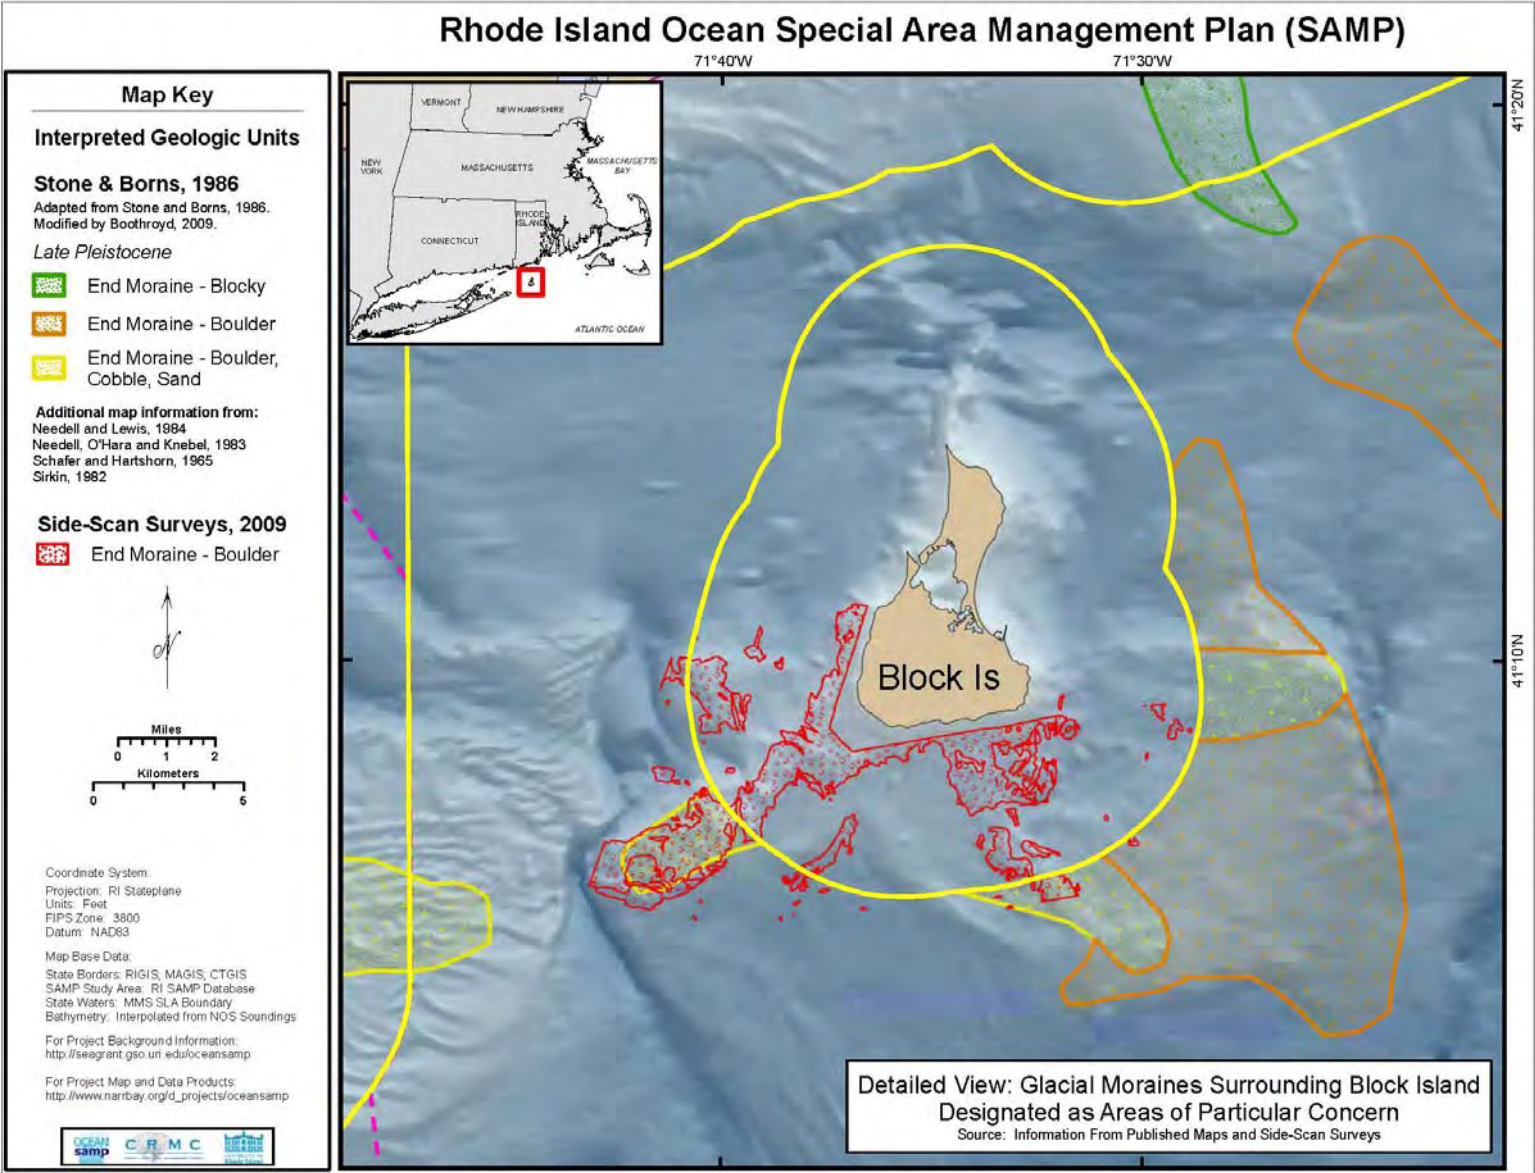 Rhode Island Ocean Special Area Management Plan (SAMP)
71°40'W
71°30'W
41°20'N
41°10'N
Map Key
Interpreted Geologic Units
Stone & Borns, 1986
Adapted from Stone and Borns, 1986.
Modified by Boothroyd, 2009.
Late Pleistocene
End Moraine - Blocky
End Moraine - Boulder
End Moraine - Boulder,
Cobble, Sand
Additional map information from:
Needell and Lewis, 1984
Needell, O'Hara and Knebel, 1983
Schafer and Hartshorn, 1965
Sirkin, 1982
Side-Scan Surveys, 2009
End Moraine - Boulder
N
Miles
0 1 2
Kilometers
0 5
Coordinate System:
Projection: RI Stateplane
Units: Feet
FIPS Zone: 3800
Datum: NAD83
Map Base Data:
State Borders: RIGIS, MAGIS, CTGIS
SAMP Study Area: RI SAMP Database
State Waters: MMS SLA Boundary
Bathymetry: Interpolated from NOS Soundings
For Project Background Information:
http://seagrant.gso.uri.edu/oceansamp
For Project Map and Data Products:
http://www.narrbay.org/d_projects/oceansamp
OCEAN
samp
C R M C
VERMONT
NEW HAMPSHIRE
NEW
YORK
MASSACHUSETTS
MASSACHUSETTS
BAY
RHODE
ISLAND
CONNECTICUT
ATLANTIC OCEAN
Block Is
Detailed View: Glacial Moraines Surrounding Block Island
Designated as Areas of Particular Concern
Source: Information From Published Maps and Side-Scan Surveys